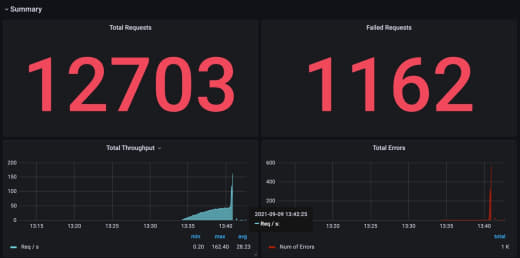 Summary
Total Requests
Failed Requests
12703
1162
Total Throughput
Total Errors
200
150
100
50
0
13:15 13:20 13:25 13:30 13:35 13:40
min max avg
Req / s 0.20 162.40 28.23
2021-09-09 13:42:25
Req / s:
600
400
200
0
13:20 13:25 13:30 13:35 13:40
total
Num of Errors 1 K